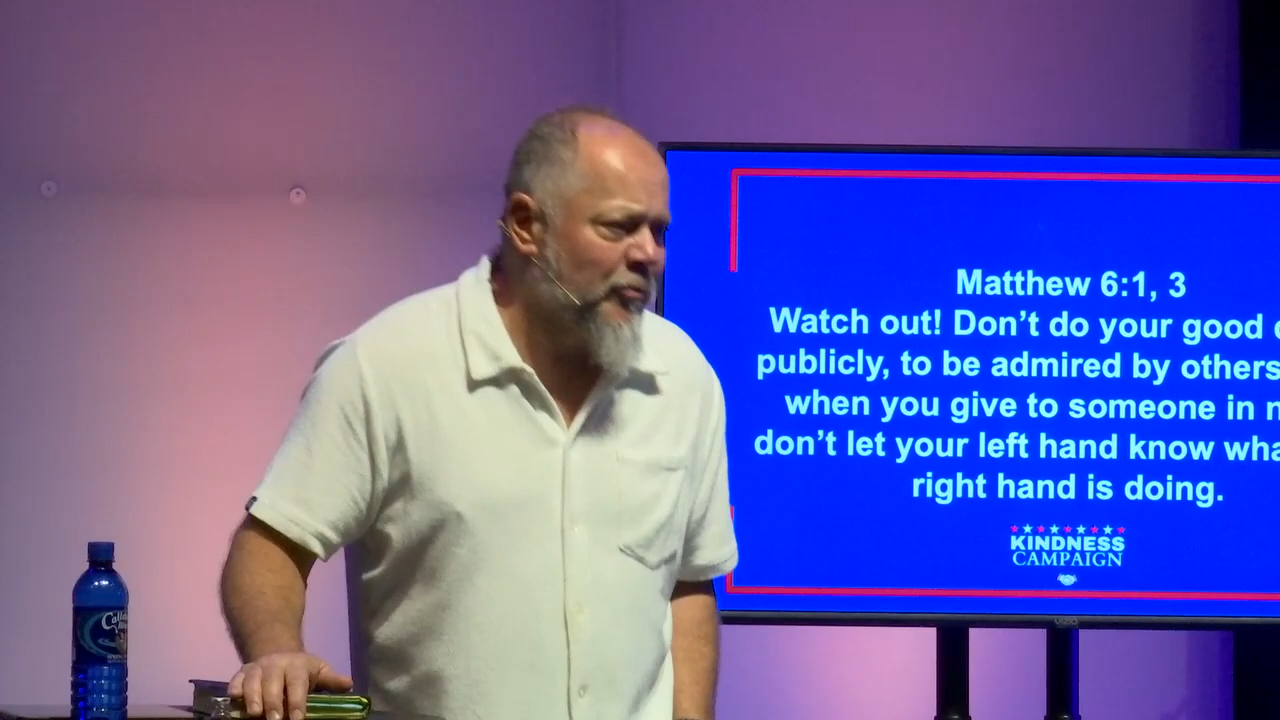 Matthew 6:1, 3
Watch out! Don't do your good
publicly, to be admired by others
when you give to someone in
don't let your left hand know
right hand is doing.
KINDNESS
CAMPAIGN